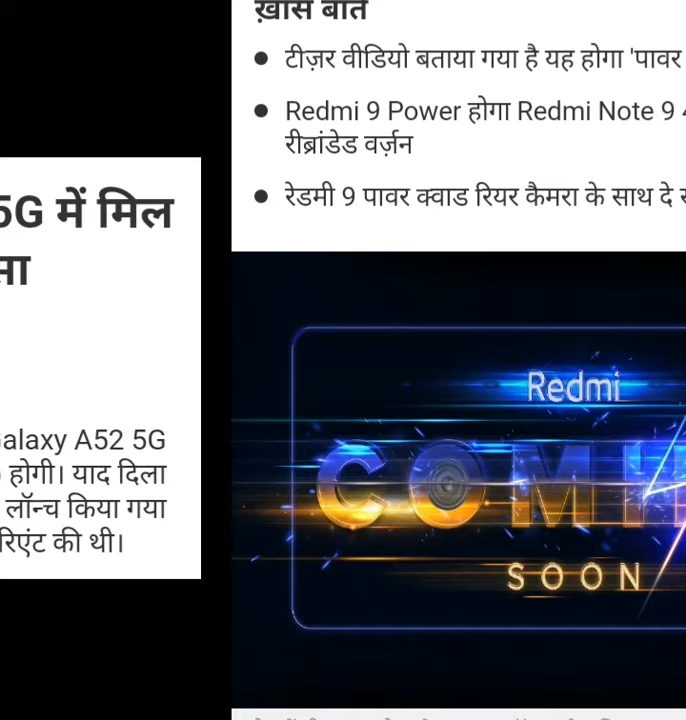 5G में मिल
सा
Galaxy A52 5G
होगी। याद दिला
लॉन्च किया गया
रिएंट की थी।
ख़ास बातें
टीज़र वीडियो बताया गया है यह होगा 'पावर
Redmi 9 Power होगा Redmi Note 9
रीब्रांडेड वर्ज़न
रेडमी 9 पावर क्वाड रियर कैमरा के साथ दे
Redmi
SOON